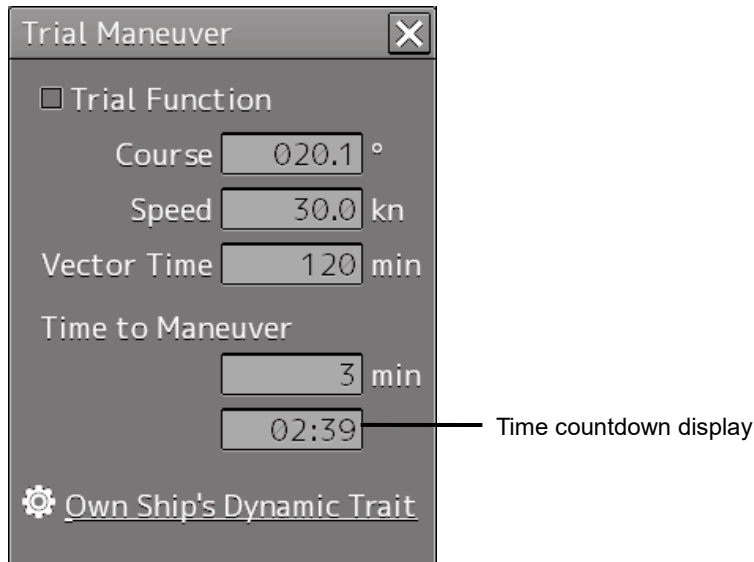 Trial Maneuver
Trial Function
Course 020.1 °
Speed 30.0 kn
Vector Time 120 min
Time to Maneuver
3 min
02:39 Time countdown display
Own Ship's Dynamic Trait